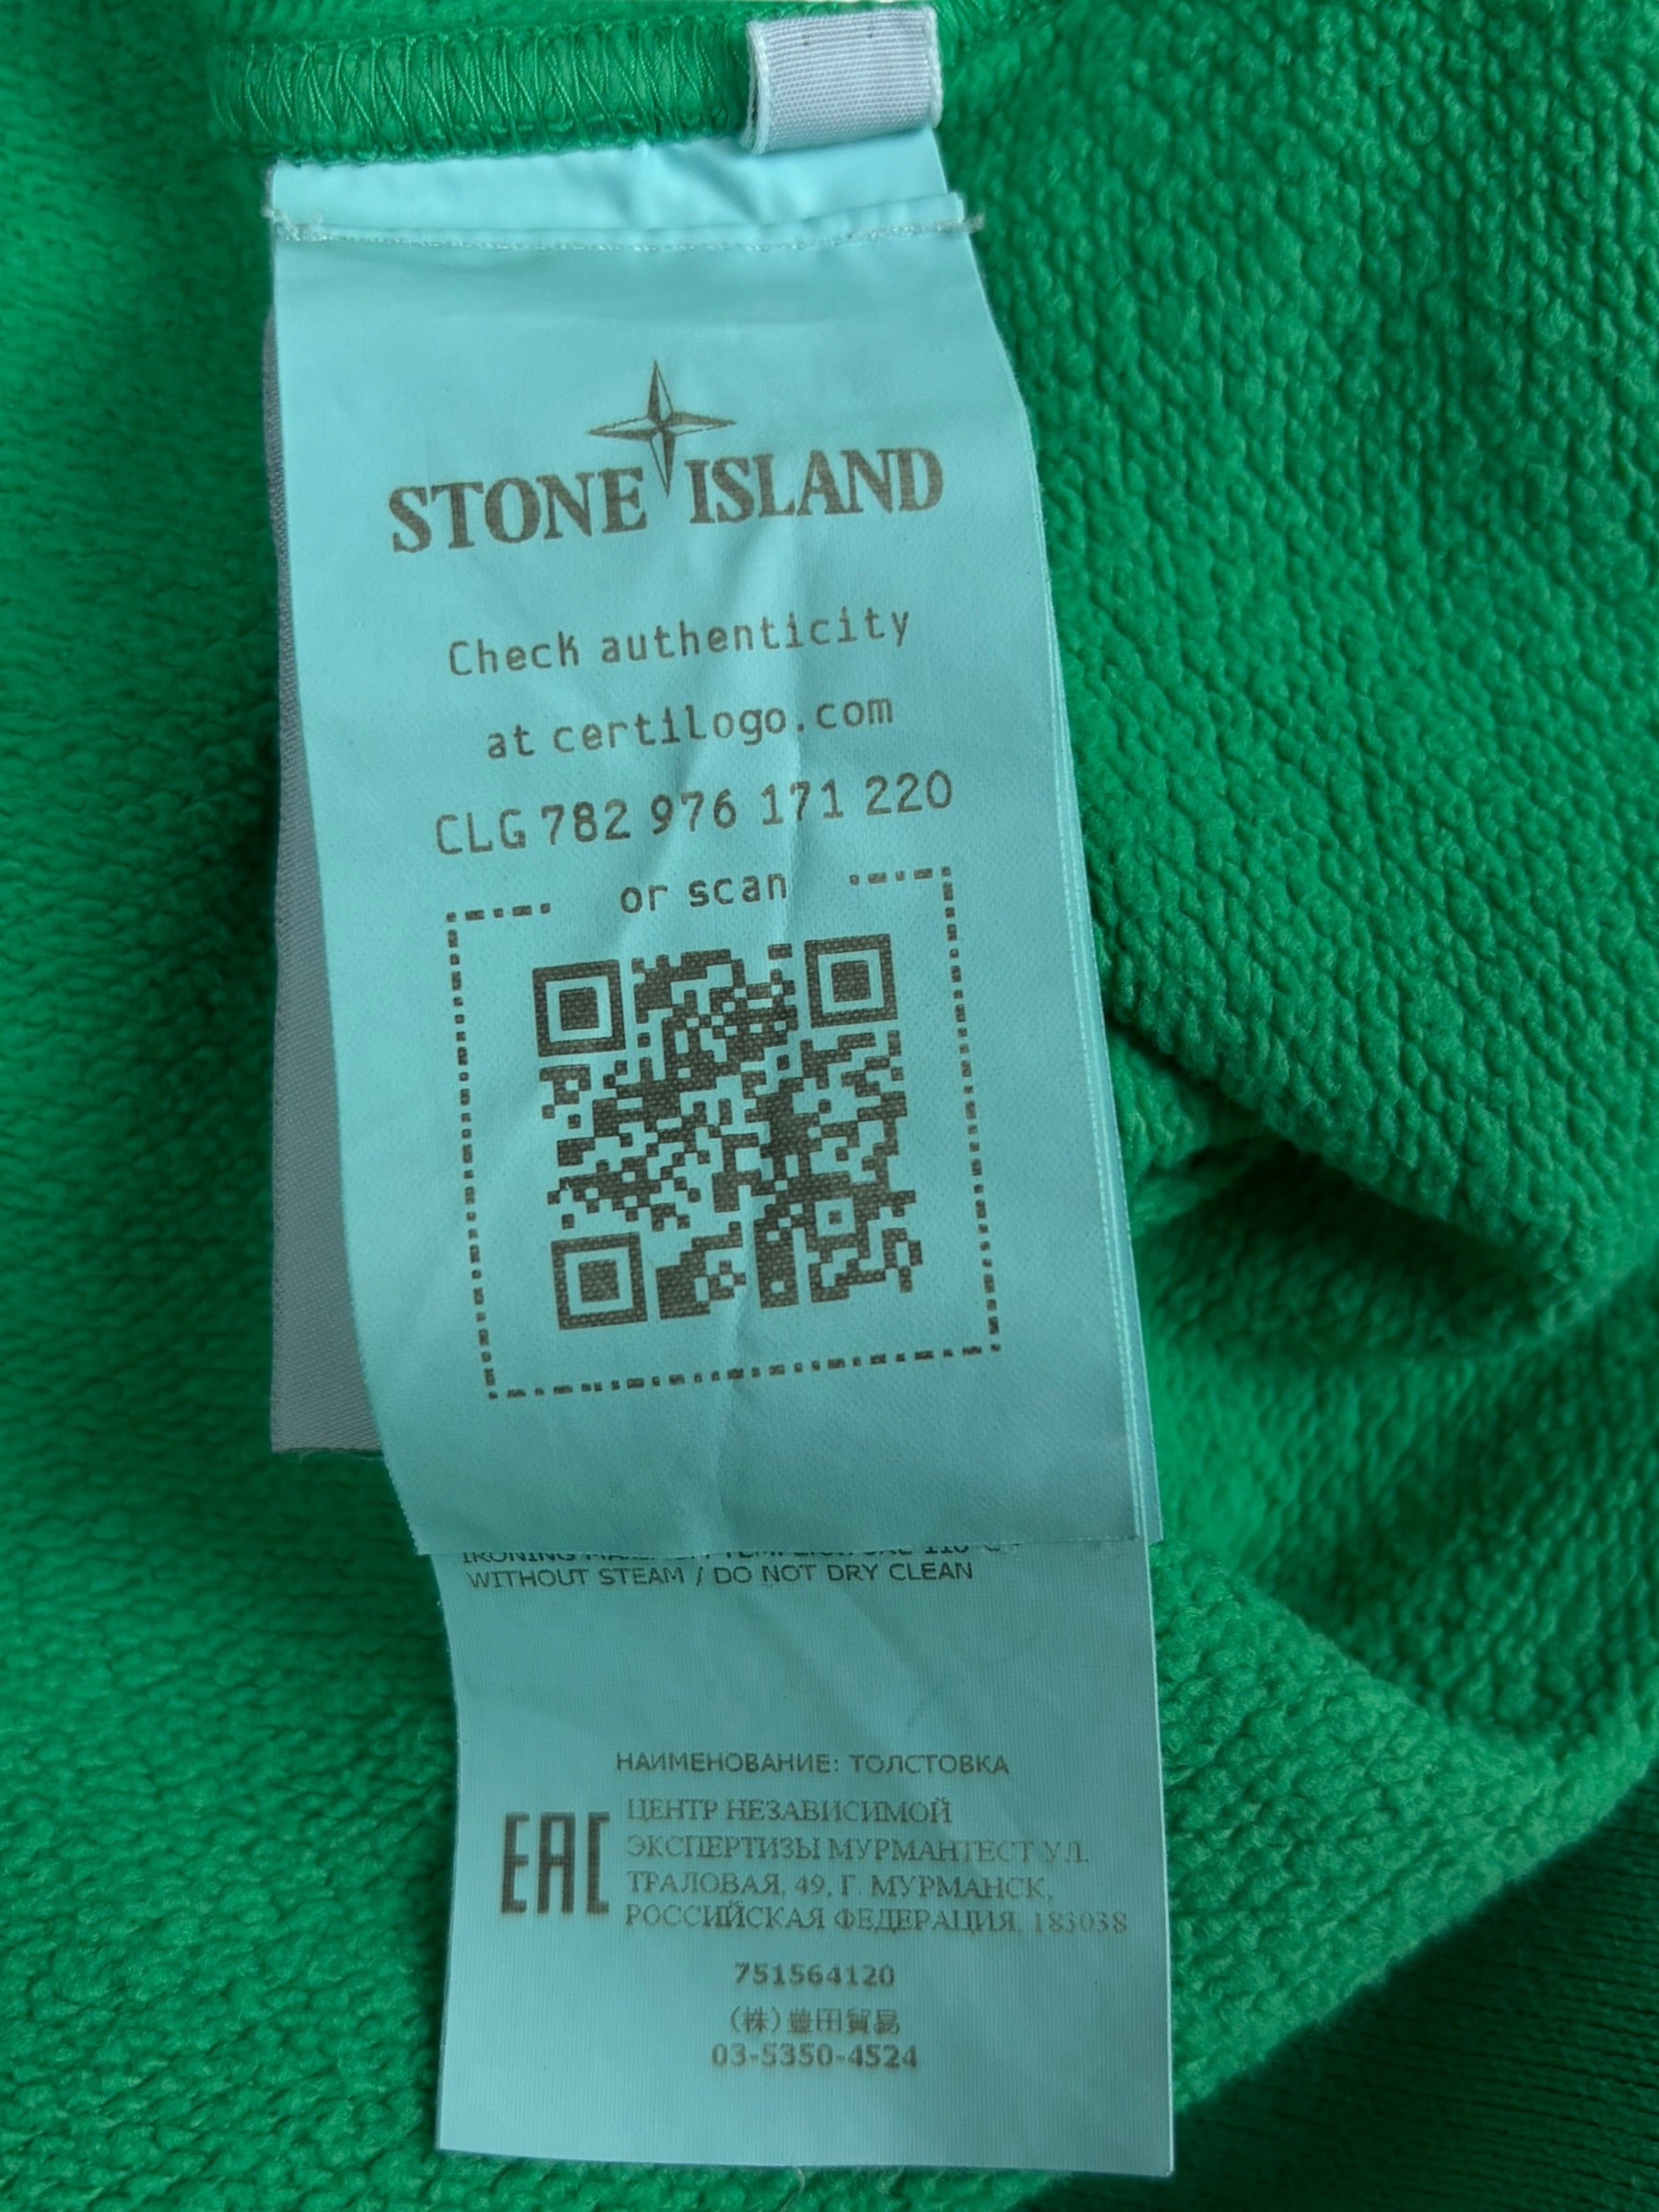 STONE ISLAND
Check authenticity
at certilogo.com
CLG 782 976 171 220
or scan
IRONING
WITHOUT STEAM / DO NOT DRY CLEAN
НАИМЕНОВАНИЕ: ТОЛСТОВКА
EAC
ЦЕНТР НЕЗАВИСИМОЙ
ЭКСПЕРТИЗЫ МУРМАНТЕСТ УЛ.
ТРАЛОВАЯ, 49, Г. МУРМАНСК,
РОССИЙСКАЯ ФЕДЕРАЦИЯ, 183038
751564120
(株)豊田貿易
03-5350-4524